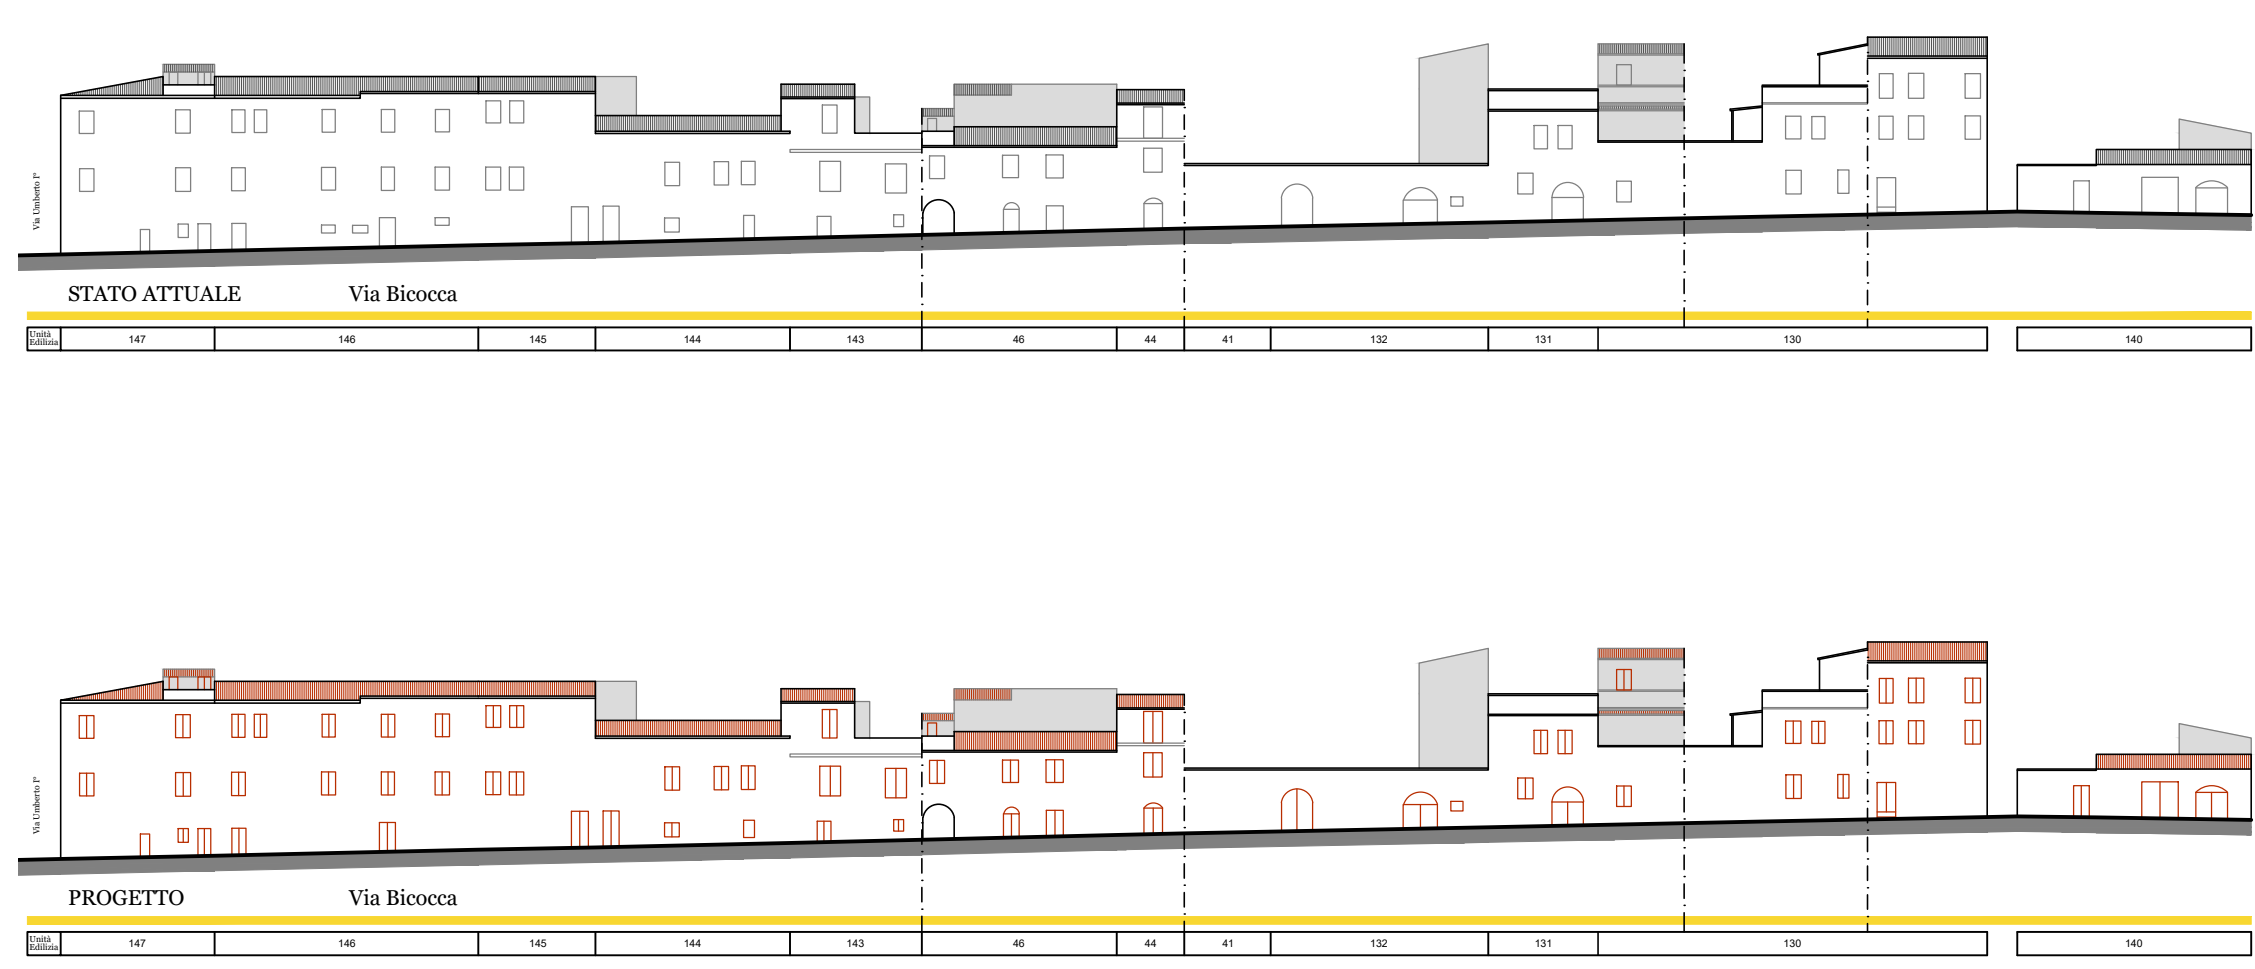 Via Umberto I°
STATO ATTUALE Via Bicocca
Unità
Edilizia
147 146 145 144 143 46 44 41 132 131 130 140
Via Umberto I°
PROGETTO Via Bicocca
Unità
Edilizia
147 146 145 144 143 46 44 41 132 131 130 140